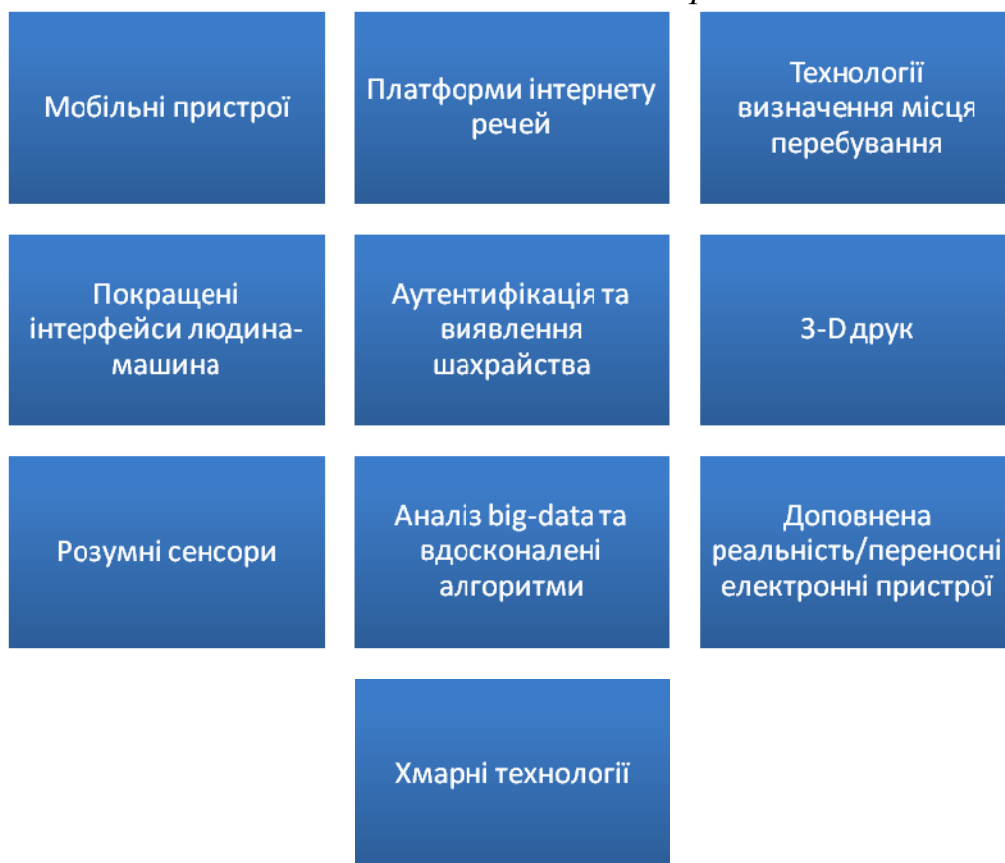 Мобільні пристрої
Платформи інтернету
речей
Технології
визначення місця
перебування
Покращені
інтерфейси людина-
машина
Аутентифікація та
виявлення
шахрайства
3-D друк
Розумні сенсори
Аналіз big-data та
вдосконалені
алгоритми
Доповнена
реальність/переносні
електронні пристрої
Хмарні технології